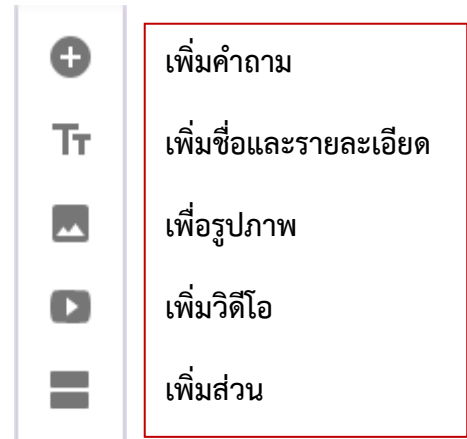 เพิ่มคำถาม
Tт เพิ่มชื่อและรายละเอียด
เพื่อรูปภาพ
เพิ่มวิดีโอ
เพิ่มส่วน